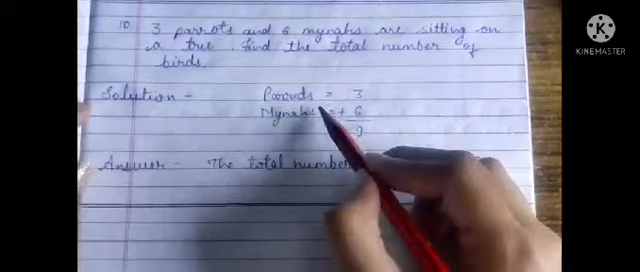 10. 3 parrots and 6 mynahs are sitting on
a tree. Find the total number of
birds.
Solution - Parrots = 3
Mynahs = + 6
9
Answer - The total number
K
KINEMASTER